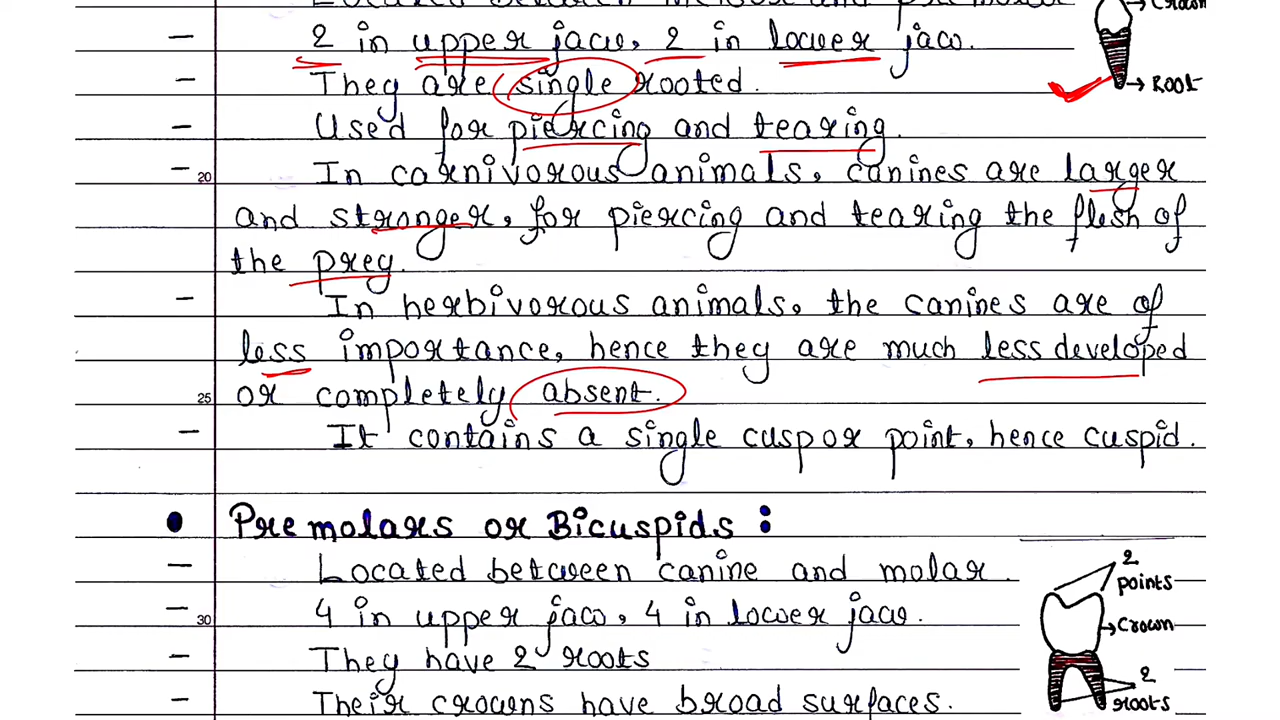 Located between incisor and premolar
Crown
- 2 in upper jaw, 2 in lower jaw.
- They are single rooted.
Root
- Used for piercing and tearing.
- In carnivorous animals, canines are larger
20
and stronger, for piercing and tearing the flesh of
the prey.
- In herbivorous animals, the canines are of
less importance, hence they are much less developed
or completely absent.
25
- It contains a single cusp or point, hence cuspid.
• Premolars or Bicuspids :
- Located between canine and molar.
2
points
- 4 in upper jaw, 4 in lower jaw.
30
Crown
- They have 2 roots
2
roots
- Their crowns have broad surfaces.